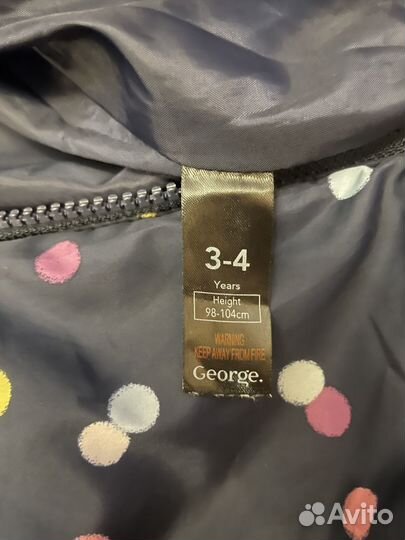 3-4
Years
Height
98-104cm
WARNING
KEEP AWAY FROM FIRE
George.
Avito